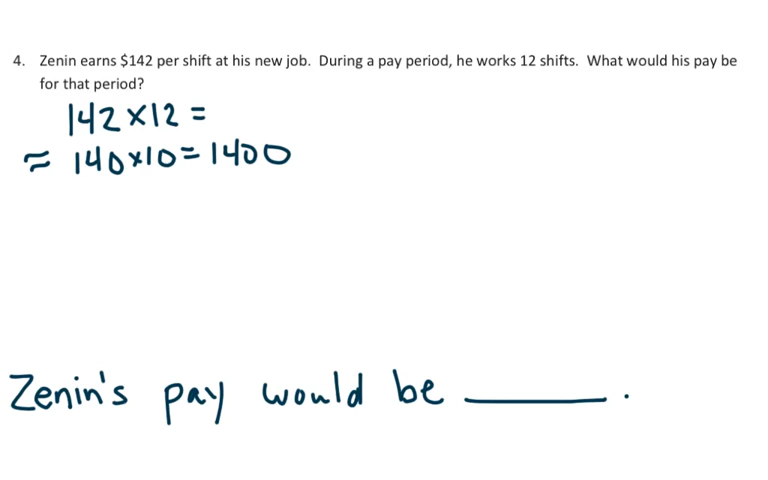 4. Zenin earns $142 per shift at his new job. During a pay period, he works 12 shifts. What would his pay be
for that period?
142×12=
≈ 140×10=1400
Zenin's pay would be ______.